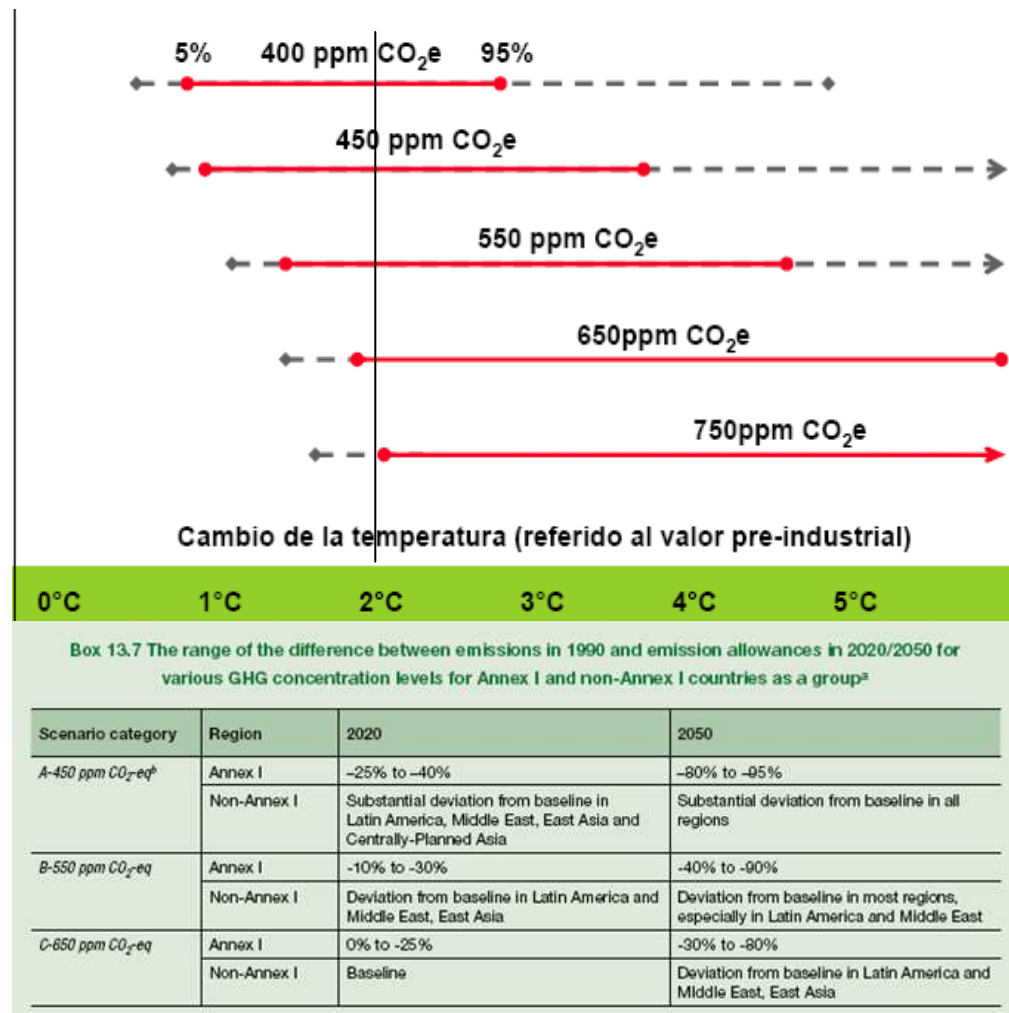 5% 400 ppm CO₂e 95%
450 ppm CO₂e
550 ppm CO₂e
650ppm CO₂e
750ppm CO₂e
Cambio de la temperatura (referido al valor pre-industrial)
0°C 1°C 2°C 3°C 4°C 5°C
Box 13.7 The range of the difference between emissions in 1990 and emission allowances in 2020/2050 for
various GHG concentration levels for Annex I and non-Annex I countries as a groupᵃ
Scenario category Region 2020 2050
A-450 ppm CO₂-eqᵇ Annex I –25% to –40% –80% to –95%
Non-Annex I Substantial deviation from baseline in Substantial deviation from baseline in all
Latin America, Middle East, East Asia and regions
Centrally-Planned Asia
B-550 ppm CO₂-eq Annex I -10% to -30% -40% to -90%
Non-Annex I Deviation from baseline in Latin America and Deviation from baseline in most regions,
Middle East, East Asia especially in Latin America and Middle East
C-650 ppm CO₂-eq Annex I 0% to -25% -30% to -80%
Non-Annex I Baseline Deviation from baseline in Latin America and
Middle East, East Asia